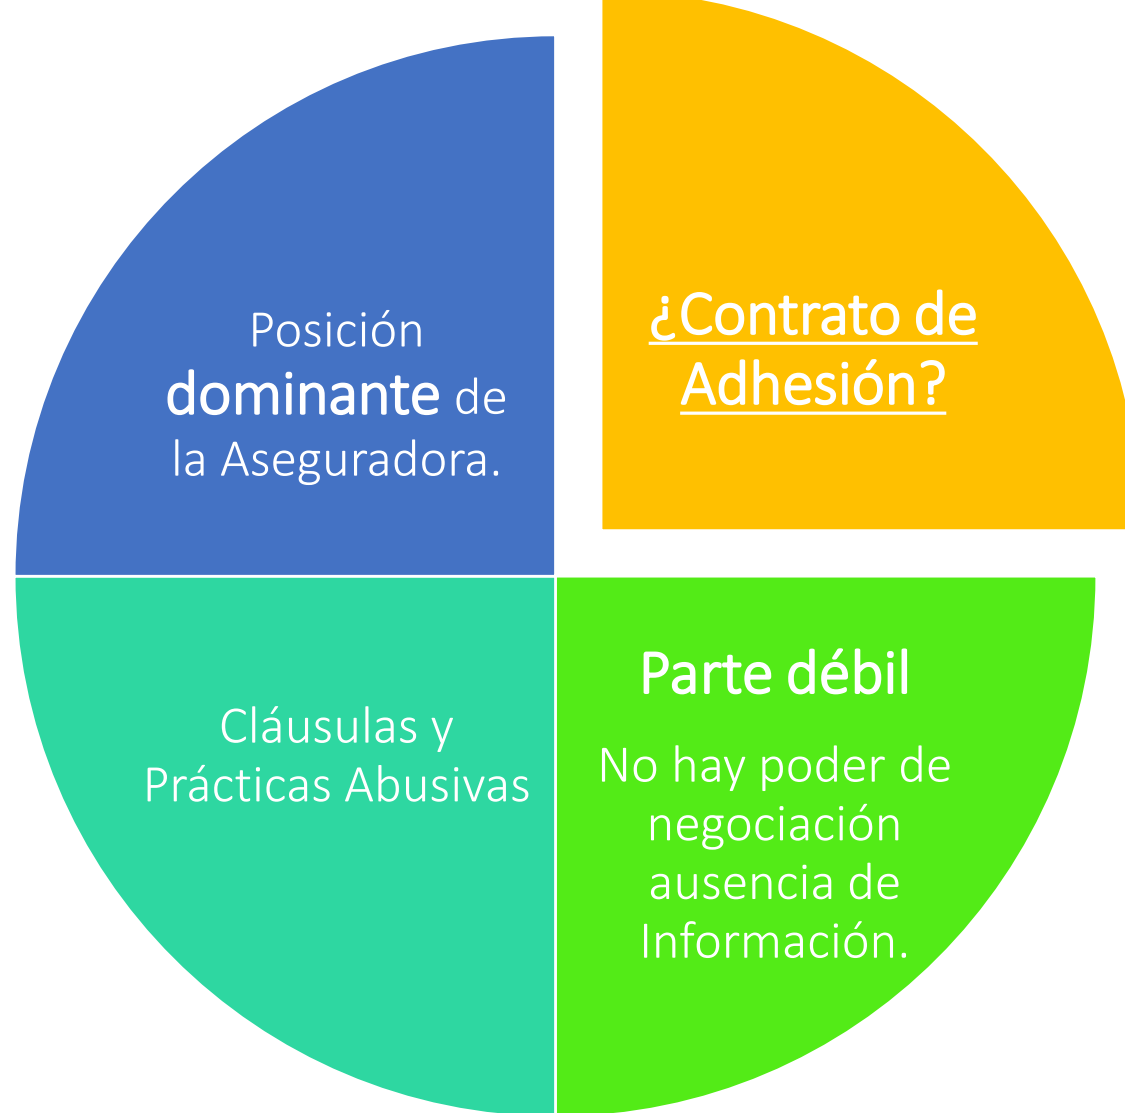 Posición
dominante de
la Aseguradora.
¿Contrato de
Adhesión?
Cláusulas y
Prácticas Abusivas
Parte débil
No hay poder de
negociación
ausencia de
Información.